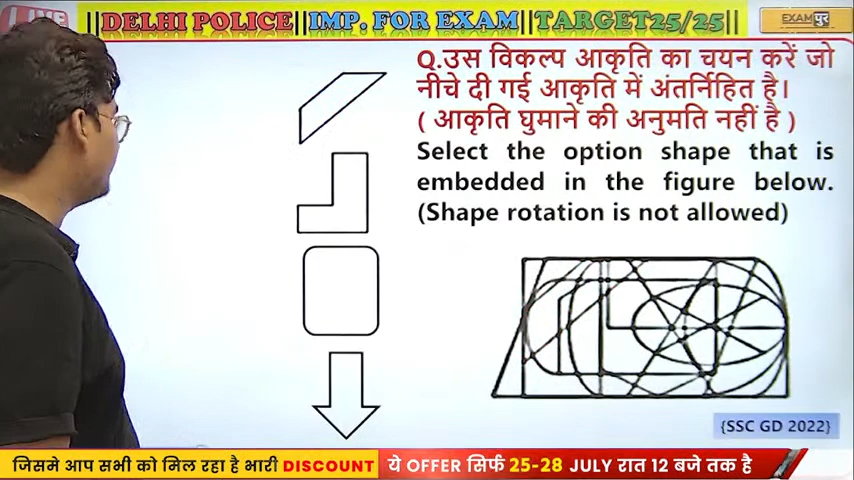 LIVE
||DELHI POLICE||IMP. FOR EXAM||TARGET25/25||
EXAMपुर
Q.उस विकल्प आकृति का चयन करें जो
नीचे दी गई आकृति में अंतर्निहित है।
( आकृति घुमाने की अनुमति नहीं है )
Select the option shape that is
embedded in the figure below.
(Shape rotation is not allowed)
{SSC GD 2022}
जिसमे आप सभी को मिल रहा है भारी DISCOUNT ये OFFER सिर्फ 25-28 JULY रात 12 बजे तक है